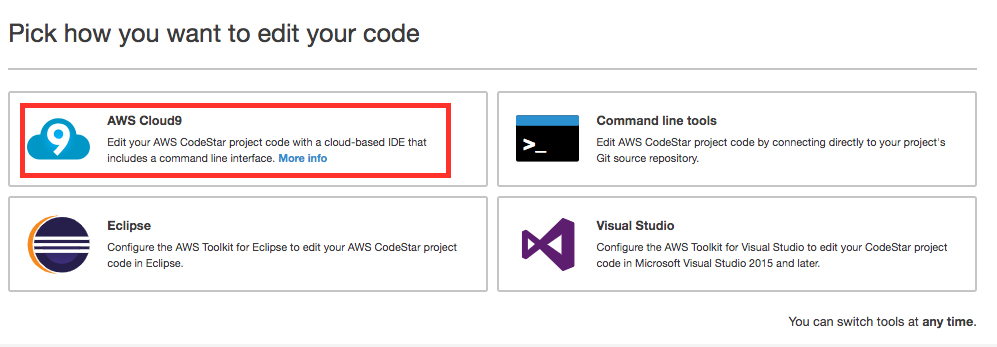 Pick how you want to edit your code
AWS Cloud9
Edit your AWS CodeStar project code with a cloud-based IDE that
includes a command line interface. More info
9
Command line tools
Edit AWS CodeStar project code by connecting directly to your project's
Git source repository.
>_
Eclipse
Configure the AWS Toolkit for Eclipse to edit your AWS CodeStar project
code in Eclipse.
Visual Studio
Configure the AWS Toolkit for Visual Studio to edit your CodeStar project
code in Microsoft Visual Studio 2015 and later.
You can switch tools at any time.